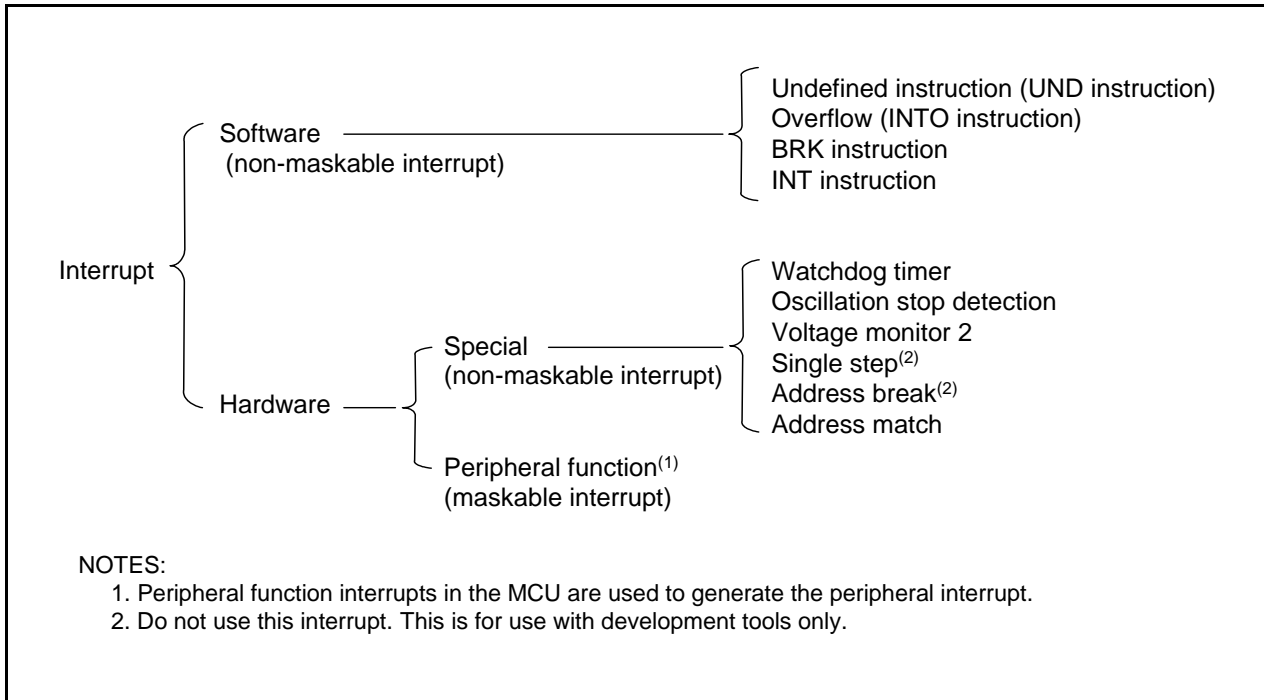 Interrupt
Software
(non-maskable interrupt)
Undefined instruction (UND instruction)
Overflow (INTO instruction)
BRK instruction
INT instruction
Hardware
Special
(non-maskable interrupt)
Watchdog timer
Oscillation stop detection
Voltage monitor 2
Single step(2)
Address break(2)
Address match
Peripheral function(1)
(maskable interrupt)
NOTES:
1. Peripheral function interrupts in the MCU are used to generate the peripheral interrupt.
2. Do not use this interrupt. This is for use with development tools only.